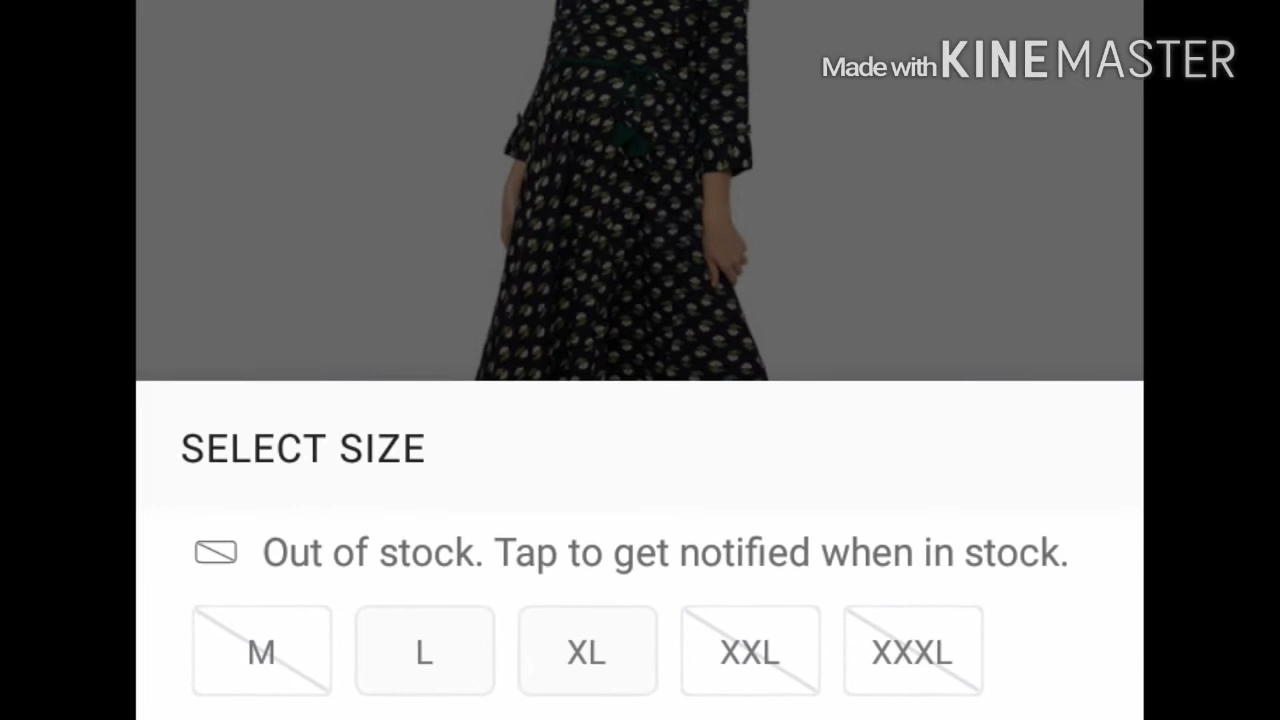 Made with KINEMASTER
SELECT SIZE
Out of stock. Tap to get notified when in stock.
M L XL XXL XXXL